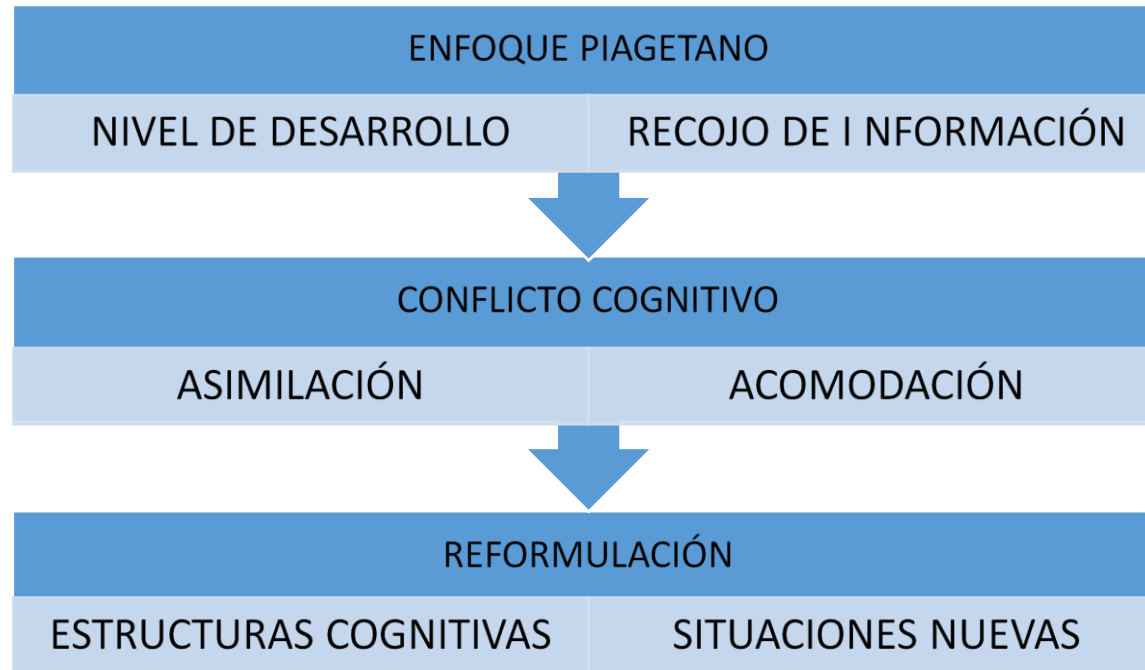 ENFOQUE PIAGETANO
NIVEL DE DESARROLLO
RECOJO DE I NFORMACIÓN
CONFLICTO COGNITIVO
ASIMILACIÓN
ACOMODACIÓN
REFORMULACIÓN
ESTRUCTURAS COGNITIVAS
SITUACIONES NUEVAS